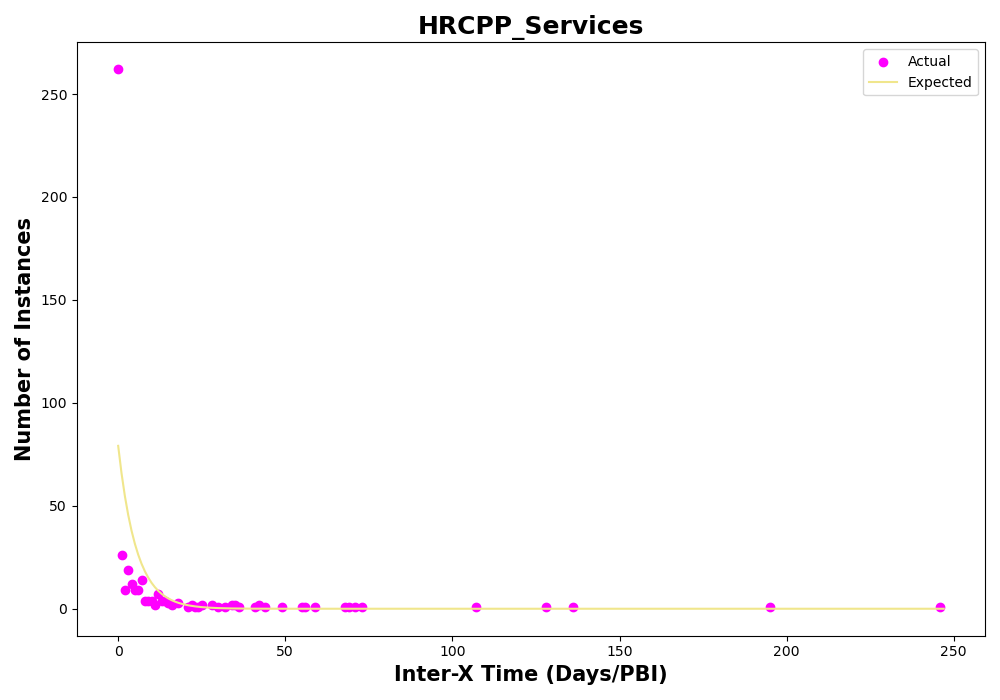 HRCPP_Services
Actual
Expected
250
200
150
100
50
0
Number of Instances
0 50 100 150 200 250
Inter-X Time (Days/PBI)